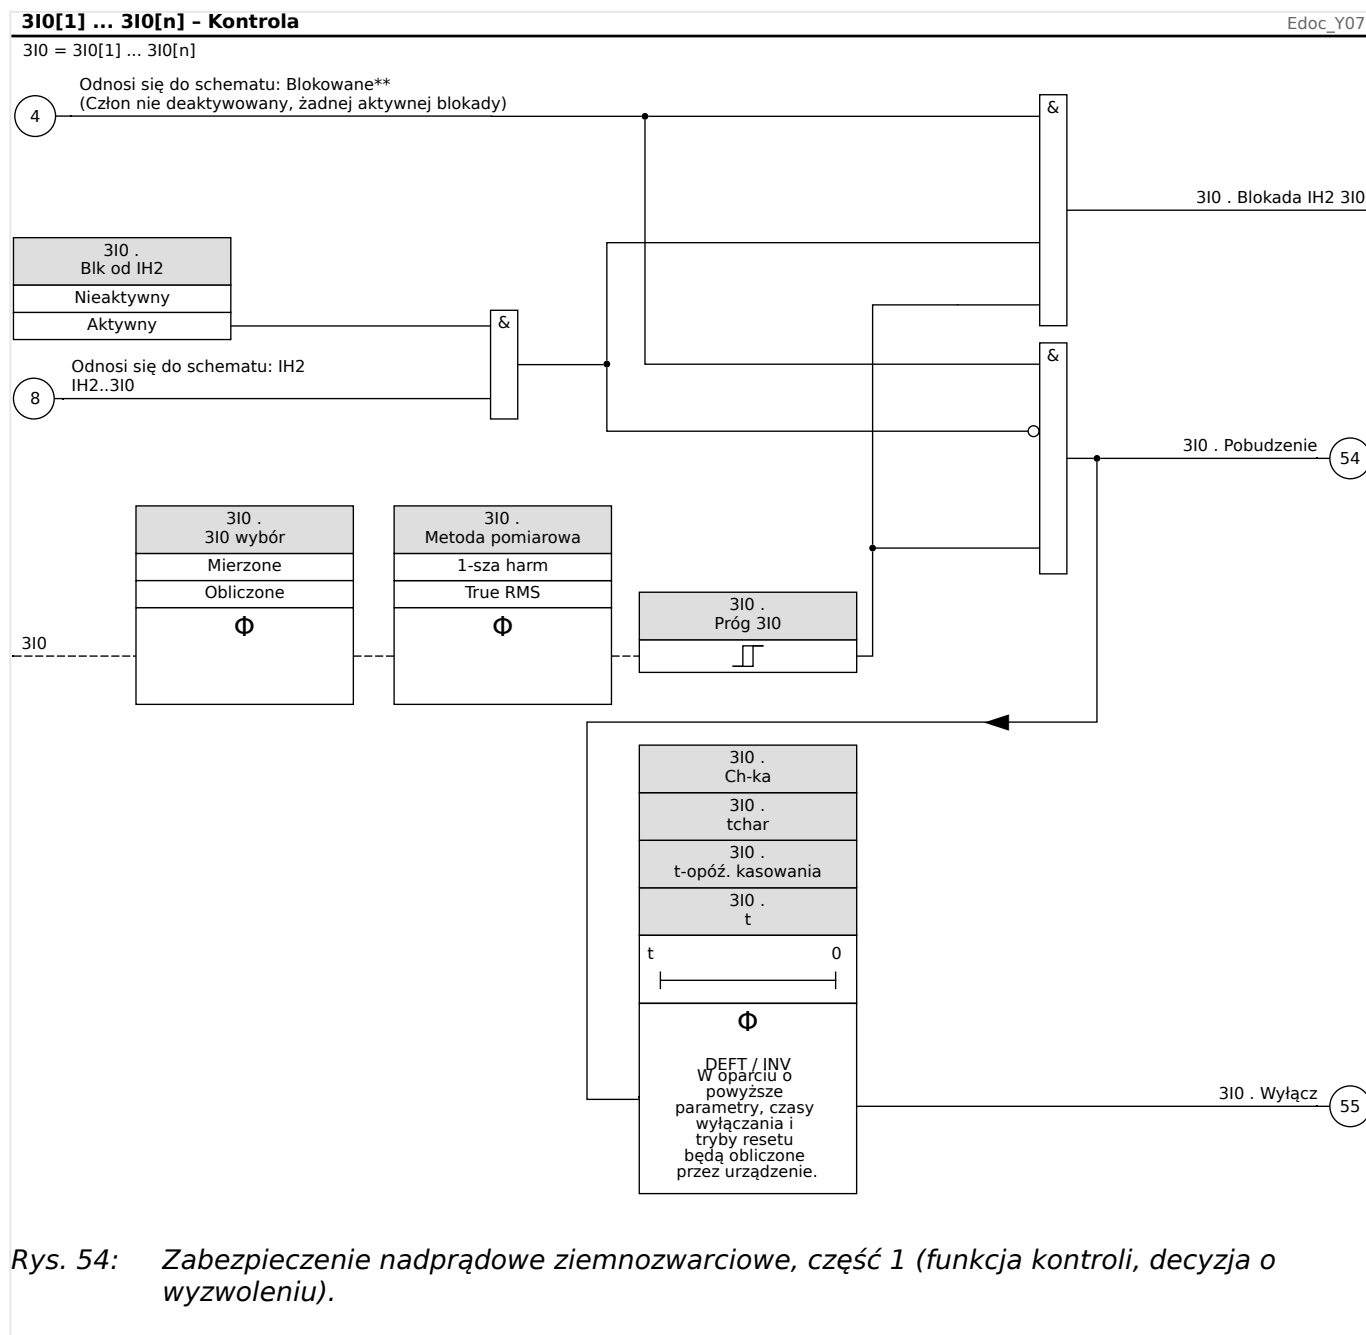 3I0[1] ... 3I0[n] – Kontrola
Edoc_Y07
3I0 = 3I0[1] ... 3I0[n]
Odnosi się do schematu: Blokowane**
(Człon nie deaktywowany, żadnej aktywnej blokady)
4
&
3I0 . Blokada IH2 3I0
3I0 .
Blk od IH2
Nieaktywny
Aktywny
&
Odnosi się do schematu: IH2
IH2..3I0
8
&
3I0 . Pobudzenie
54
3I0 .
3I0 wybór
Mierzone
Obliczone
Φ
3I0 .
Metoda pomiarowa
1-sza harm
True RMS
Φ
3I0 .
Próg 3I0
3I0
3I0 .
Ch-ka
3I0 .
tchar
3I0 .
t-opóź. kasowania
3I0 .
t
t 0
Φ
DEFT / INV
W oparciu o
powyższe
parametry, czasy
wyłączania i
tryby resetu
będą obliczone
przez urządzenie.
3I0 . Wyłącz
55
Rys. 54: Zabezpieczenie nadprądowe ziemnozwarciowe, część 1 (funkcja kontroli, decyzja o
wyzwoleniu).